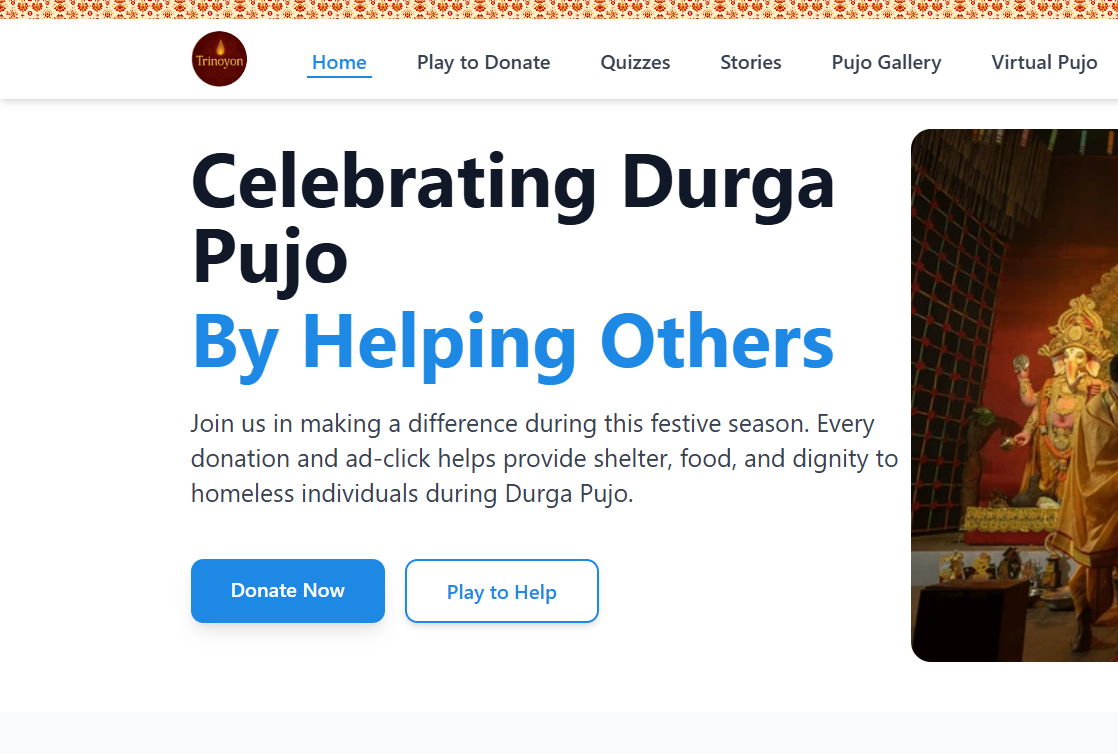 Trinoyon
Home
Play to Donate
Quizzes
Stories
Pujo Gallery
Virtual Pujo
Celebrating Durga
Pujo
By Helping Others
Join us in making a difference during this festive season. Every
donation and ad-click helps provide shelter, food, and dignity to
homeless individuals during Durga Pujo.
Donate Now
Play to Help